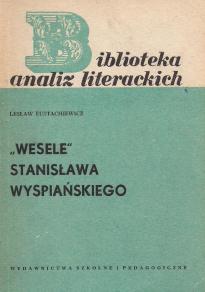 Biblioteka
analiz literackich
LESŁAW EUSTACHIEWICZ
„WESELE"
STANISŁAWA
WYSPIAŃSKIEGO
WYDAWNICTWA SZKOLNE I PEDAGOGICZNE